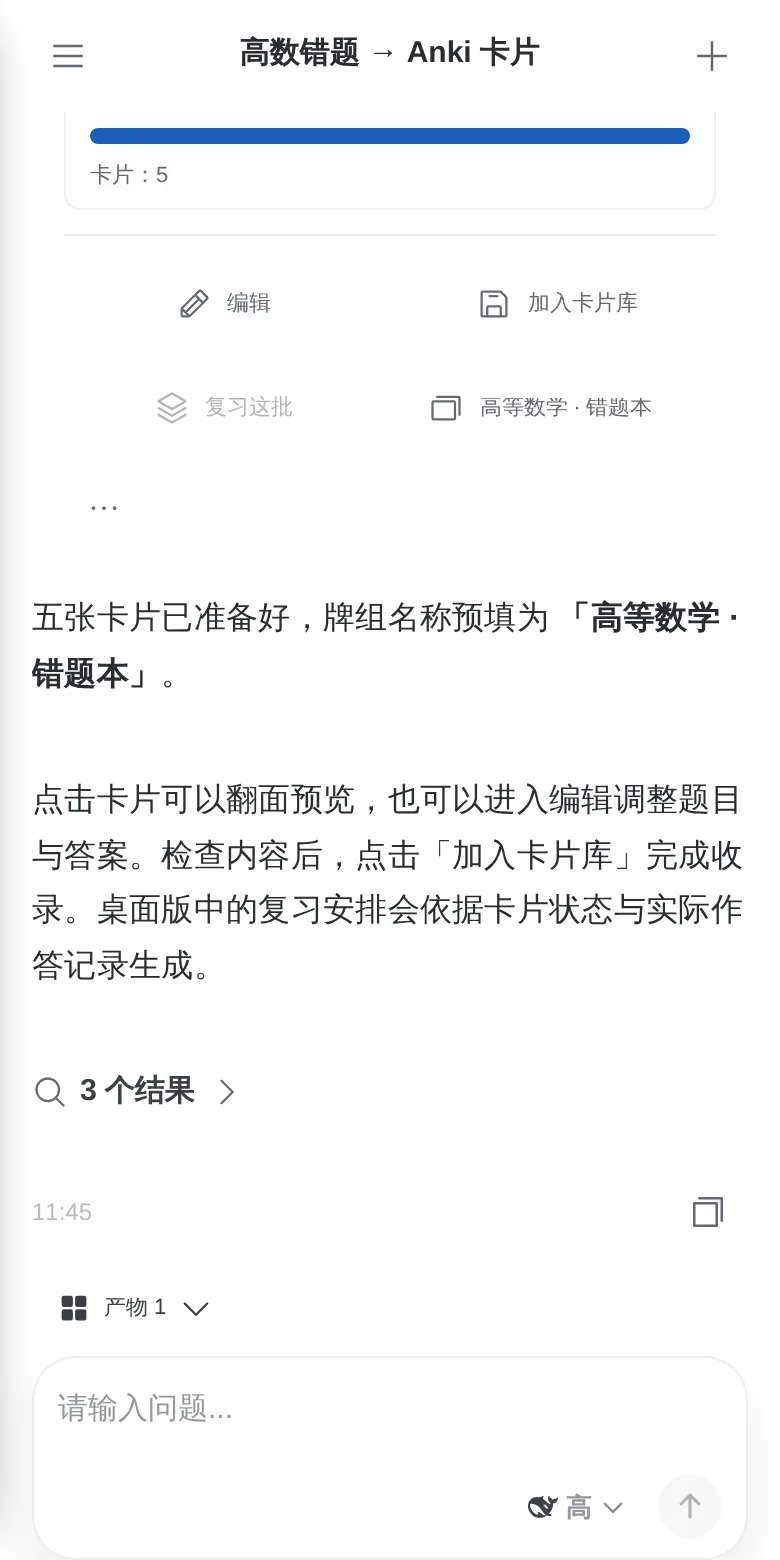 高数错题 → Anki 卡片
卡片：5
编辑
加入卡片库
复习这批
高等数学 · 错题本
...
五张卡片已准备好，牌组名称预填为 「高等数学 ·
错题本」。
点击卡片可以翻面预览，也可以进入编辑调整题目
与答案。检查内容后，点击「加入卡片库」完成收
录。桌面版中的复习安排会依据卡片状态与实际作
答记录生成。
3 个结果
11:45
产物 1
请输入问题...
高